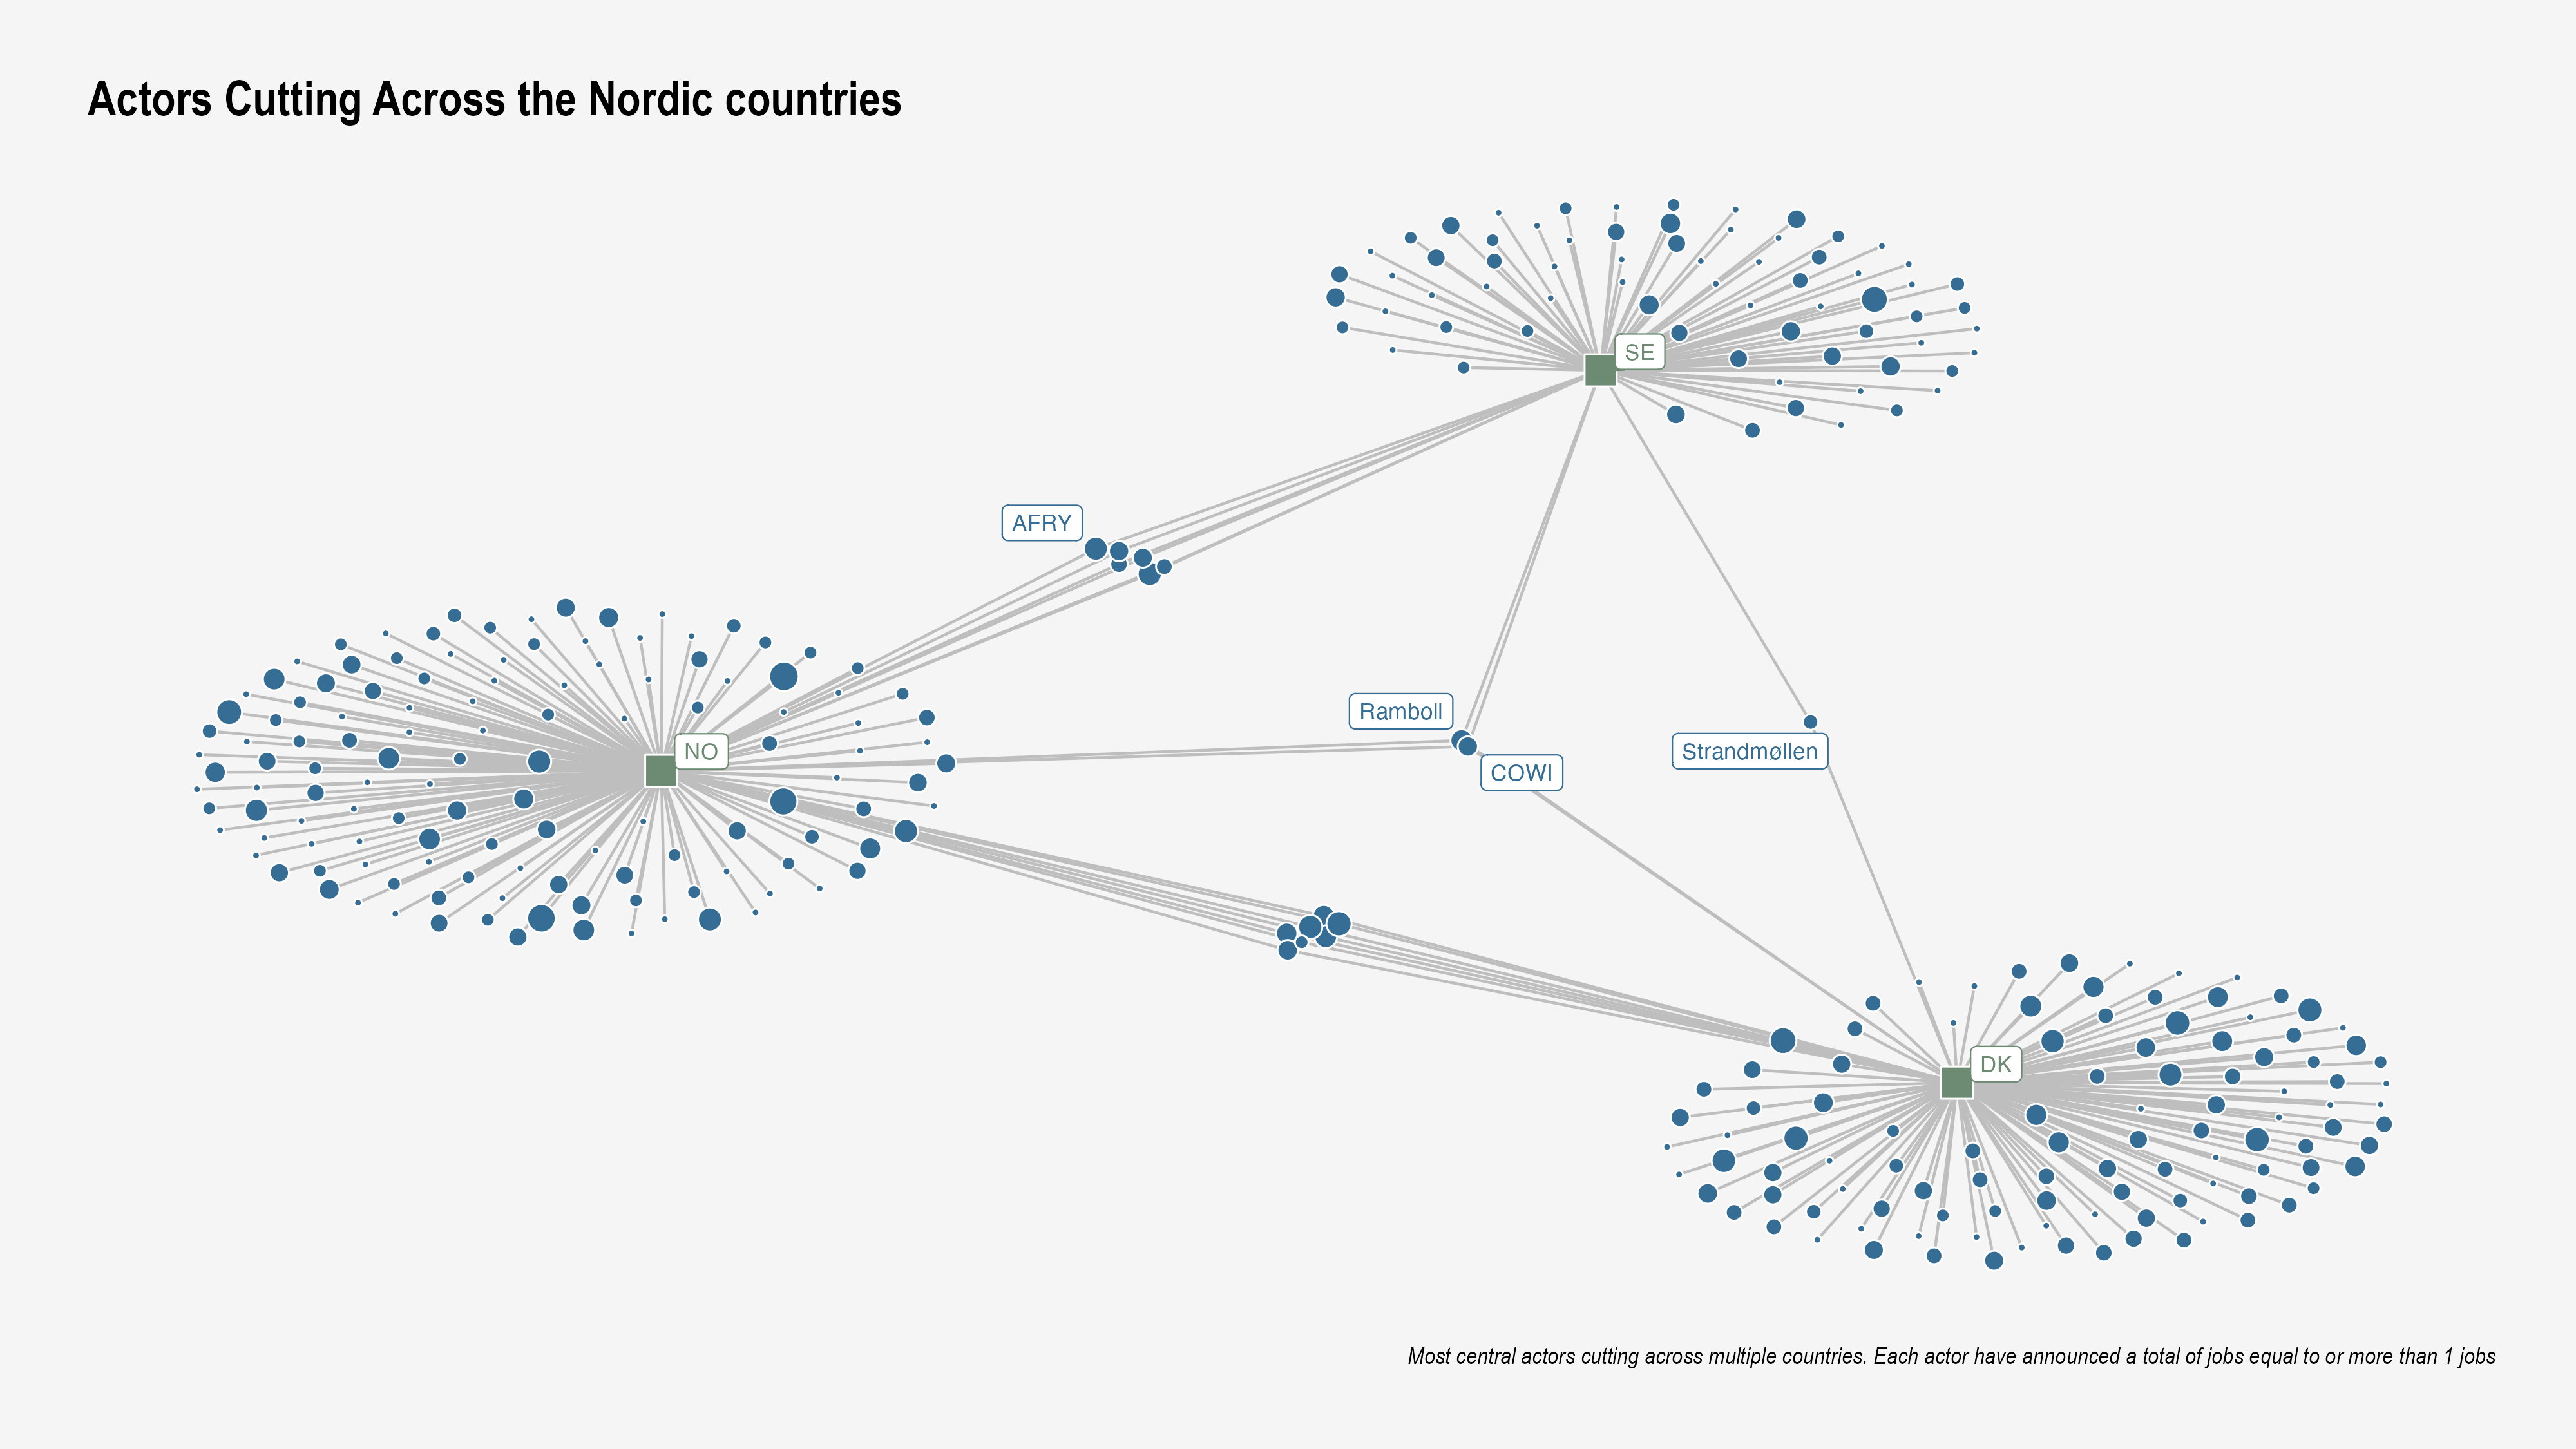 Actors Cutting Across the Nordic countries
SE
AFRY
Ramboll
Strandmøllen
NO
COWI
DK
Most central actors cutting across multiple countries. Each actor have announced a total of jobs equal to or more than 1 jobs